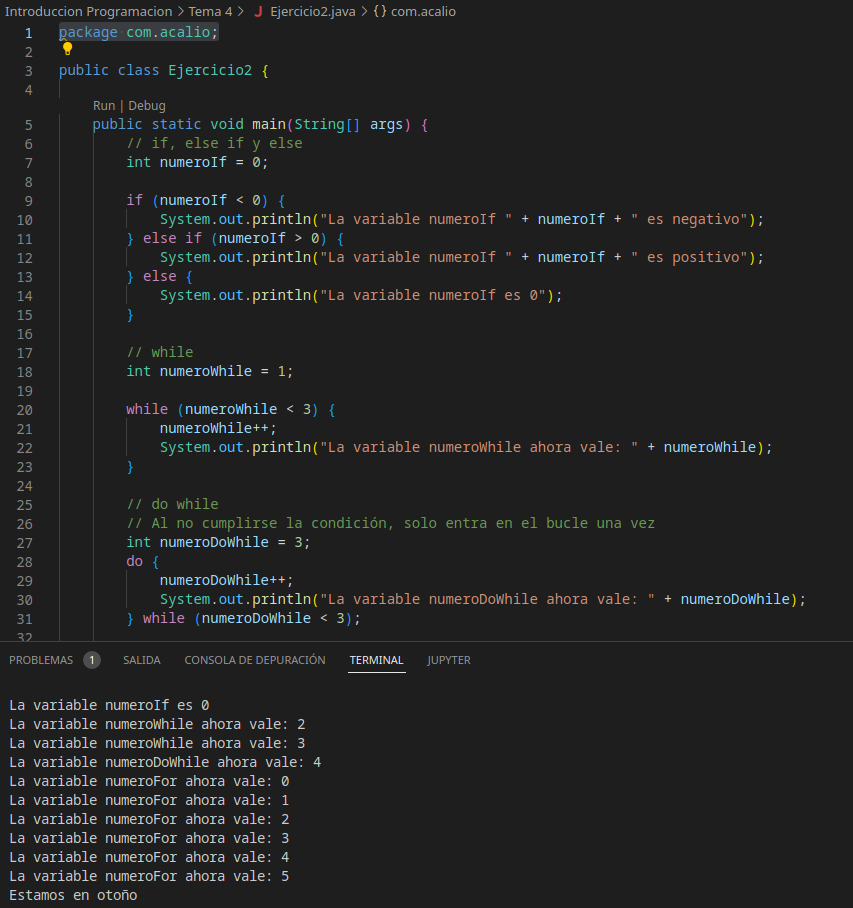 Introduccion Programacion > Tema 4 > J Ejercicio2.java > {} com.acalio
1 package com.acalio;
2
3 public class Ejercicio2 {
4
Run | Debug
5 public static void main(String[] args) {
6 // if, else if y else
7 int numeroIf = 0;
8
9 if (numeroIf < 0) {
10 System.out.println("La variable numeroIf " + numeroIf + " es negativo");
11 } else if (numeroIf > 0) {
12 System.out.println("La variable numeroIf " + numeroIf + " es positivo");
13 } else {
14 System.out.println("La variable numeroIf es 0");
15 }
16
17 // while
18 int numeroWhile = 1;
19
20 while (numeroWhile < 3) {
21 numeroWhile++;
22 System.out.println("La variable numeroWhile ahora vale: " + numeroWhile);
23 }
24
25 // do while
26 // Al no cumplirse la condición, solo entra en el bucle una vez
27 int numeroDoWhile = 3;
28 do {
29 numeroDoWhile++;
30 System.out.println("La variable numeroDoWhile ahora vale: " + numeroDoWhile);
31 } while (numeroDoWhile < 3);
32
PROBLEMAS 1 SALIDA CONSOLA DE DEPURACIÓN TERMINAL JUPYTER
La variable numeroIf es 0
La variable numeroWhile ahora vale: 2
La variable numeroWhile ahora vale: 3
La variable numeroDoWhile ahora vale: 4
La variable numeroFor ahora vale: 0
La variable numeroFor ahora vale: 1
La variable numeroFor ahora vale: 2
La variable numeroFor ahora vale: 3
La variable numeroFor ahora vale: 4
La variable numeroFor ahora vale: 5
Estamos en otoño